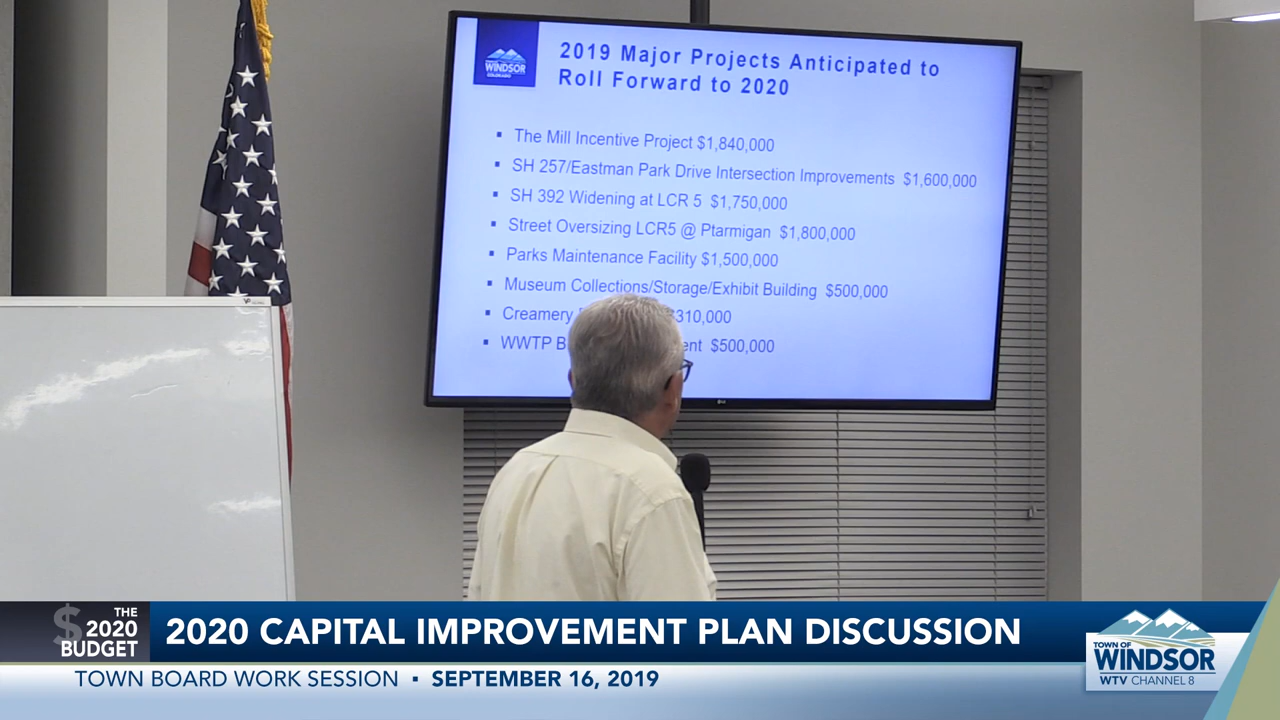 WINDSOR
COLORADO
2019 Major Projects Anticipated to
Roll Forward to 2020
▪ The Mill Incentive Project $1,840,000
▪ SH 257/Eastman Park Drive Intersection Improvements $1,600,000
▪ SH 392 Widening at LCR 5 $1,750,000
▪ Street Oversizing LCR5 @ Ptarmigan $1,800,000
▪ Parks Maintenance Facility $1,500,000
▪ Museum Collections/Storage/Exhibit Building $500,000
▪ Creamery 310,000
▪ WWTP $500,000
LG
$ THE
2020
BUDGET
2020 CAPITAL IMPROVEMENT PLAN DISCUSSION
TOWN BOARD WORK SESSION ▪ SEPTEMBER 16, 2019
TOWN OF
WINDSOR
WTV CHANNEL 8